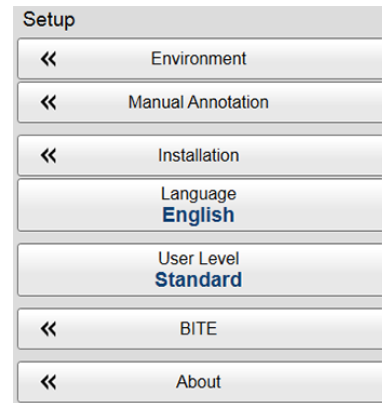 Setup
« Environment
« Manual Annotation
« Installation
Language
English
User Level
Standard
« BITE
« About